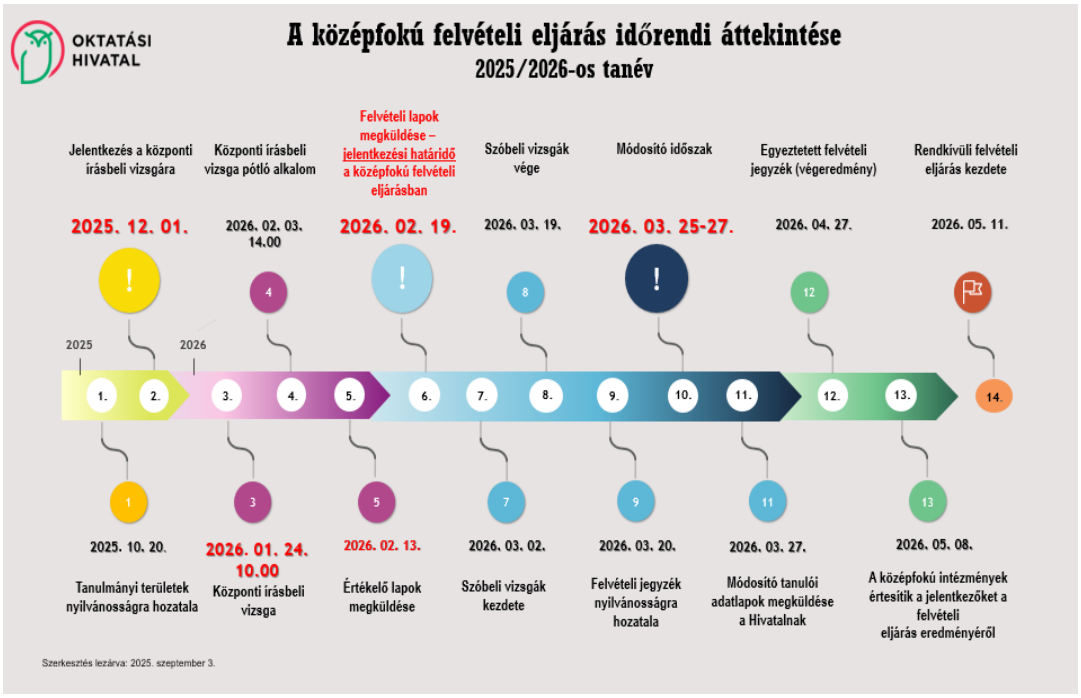 OKTATÁSI
HIVATAL
A középfokú felvételi eljárás időrendi áttekintése
2025/2026-os tanév
Jelentkezés a központi
írásbeli vizsgára
2025. 12. 01.
!
Központi írásbeli
vizsga pótló alkalom
2026. 02. 03.
14.00
4
Felvételi lapok
megküldése –
jelentkezési határidő
a középfokú felvételi
eljárásban
2026. 02. 19.
!
Szóbeli vizsgák
vége
2026. 03. 19.
8
Módosító időszak
2026. 03. 25-27.
!
Egyeztetett felvételi
jegyzék (végeredmény)
2026. 04. 27.
12
Rendkívüli felvételi
eljárás kezdete
2026. 05. 11.
2025
2026
1. 2. 3. 4. 5. 6. 7. 8. 9. 10. 11. 12. 13. 14.
1
2025. 10. 20.
Tanulmányi területek
nyilvánosságra hozatala
3
2026. 01. 24.
10.00
Központi írásbeli
vizsga
5
2026. 02. 13.
Értékelő lapok
megküldése
7
2026. 03. 02.
Szóbeli vizsgák
kezdete
9
2026. 03. 20.
Felvételi jegyzék
nyilvánosságra
hozatala
11
2026. 03. 27.
Módosító tanulói
adatlapok megküldése
a Hivatalnak
13
2026. 05. 08.
A középfokú intézmények
értesítik a jelentkezőket a
felvételi
eljárás eredményéről
Szerkesztés lezárva: 2025. szeptember 3.